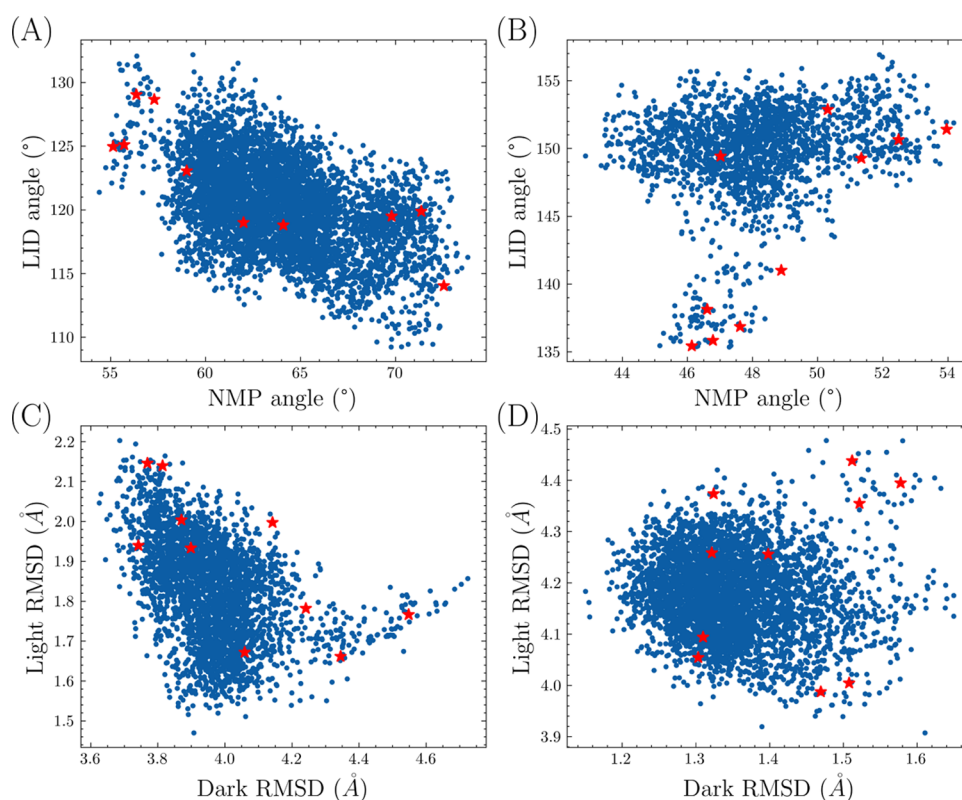 (A)
130
125
120
115
110
LID angle (°)
55 60 65 70
NMP angle (°)
(B)
155
150
145
140
135
LID angle (°)
44 46 48 50 52 54
NMP angle (°)
(C)
2.2
2.1
2.0
1.9
1.8
1.7
1.6
1.5
Light RMSD (Å)
3.6 3.8 4.0 4.2 4.4 4.6
Dark RMSD (Å)
(D)
4.5
4.4
4.3
4.2
4.1
4.0
3.9
Light RMSD (Å)
1.2 1.3 1.4 1.5 1.6
Dark RMSD (Å)